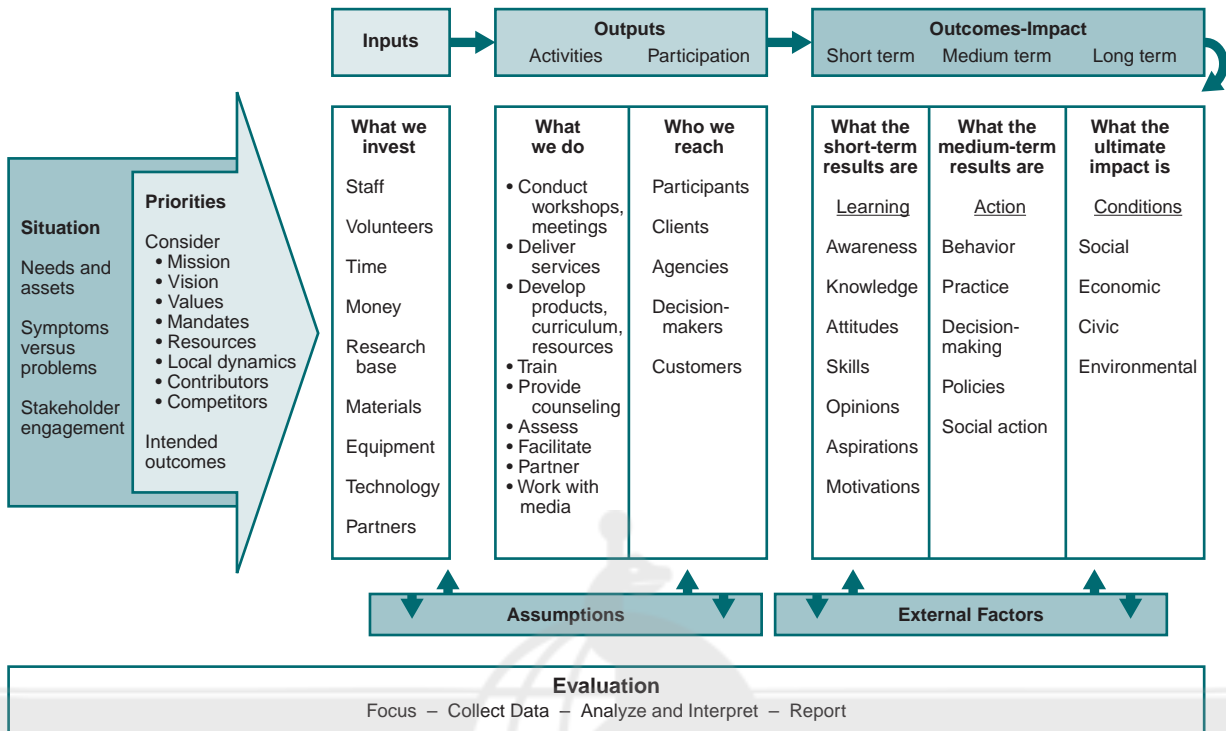 Inputs
Outputs
Activities Participation
Outcomes-Impact
Short term Medium term Long term
Situation
Needs and
assets
Symptoms
versus
problems
Stakeholder
engagement
Priorities
Consider
• Mission
• Vision
• Values
• Mandates
• Resources
• Local dynamics
• Contributors
• Competitors
Intended
outcomes
What we
invest
Staff
Volunteers
Time
Money
Research
base
Materials
Equipment
Technology
Partners
What
we do
• Conduct
workshops,
meetings
• Deliver
services
• Develop
products,
curriculum,
resources
• Train
• Provide
counseling
• Assess
• Facilitate
• Partner
• Work with
media
Who we
reach
Participants
Clients
Agencies
Decision-
makers
Customers
What the
short-term
results are
Learning
Awareness
Knowledge
Attitudes
Skills
Opinions
Aspirations
Motivations
What the
medium-term
results are
Action
Behavior
Practice
Decision-
making
Policies
Social action
What the
ultimate
impact is
Conditions
Social
Economic
Civic
Environmental
Assumptions
External Factors
Evaluation
Focus – Collect Data – Analyze and Interpret – Report